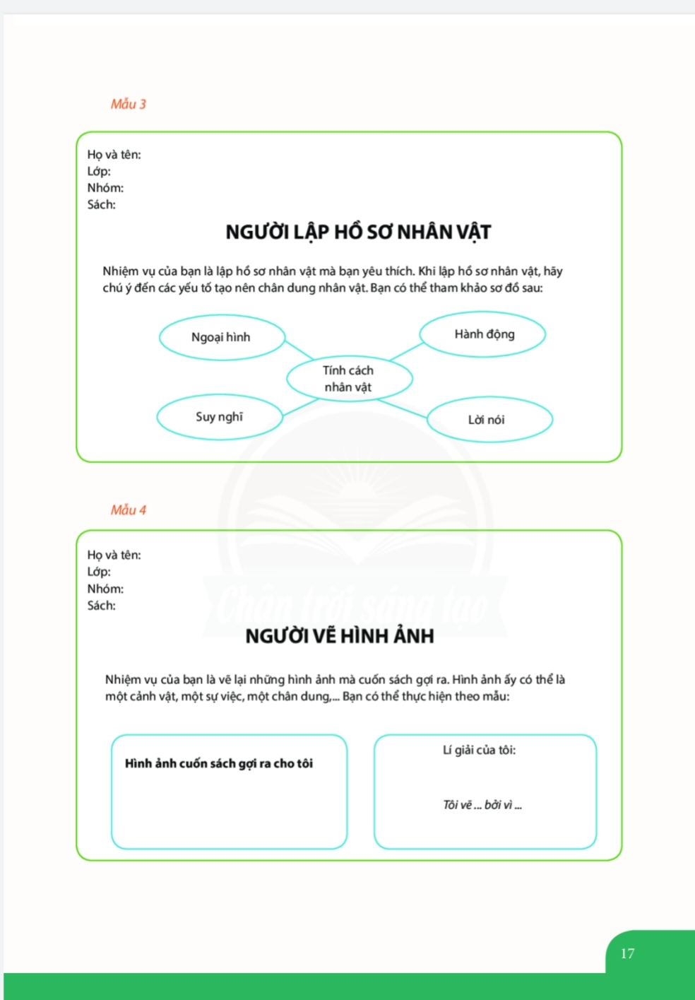 Mẫu 3
Họ và tên:
Lớp:
Nhóm:
Sách:
NGƯỜI LẬP HỒ SƠ NHÂN VẬT
Nhiệm vụ của bạn là lập hồ sơ nhân vật mà bạn yêu thích. Khi lập hồ sơ nhân vật, hãy
chú ý đến các yếu tố tạo nên chân dung nhân vật. Bạn có thể tham khảo sơ đồ sau:
Ngoại hình
Hành động
Tính cách
nhân vật
Suy nghĩ
Lời nói
Mẫu 4
Họ và tên:
Lớp:
Nhóm:
Sách:
Chân trời sáng tạo
NGƯỜI VẼ HÌNH ẢNH
Nhiệm vụ của bạn là vẽ lại những hình ảnh mà cuốn sách gợi ra. Hình ảnh ấy có thể là
một cảnh vật, một sự việc, một chân dung,... Bạn có thể thực hiện theo mẫu:
Hình ảnh cuốn sách gợi ra cho tôi
Lí giải của tôi:
Tôi vẽ ... bởi vì ...
17